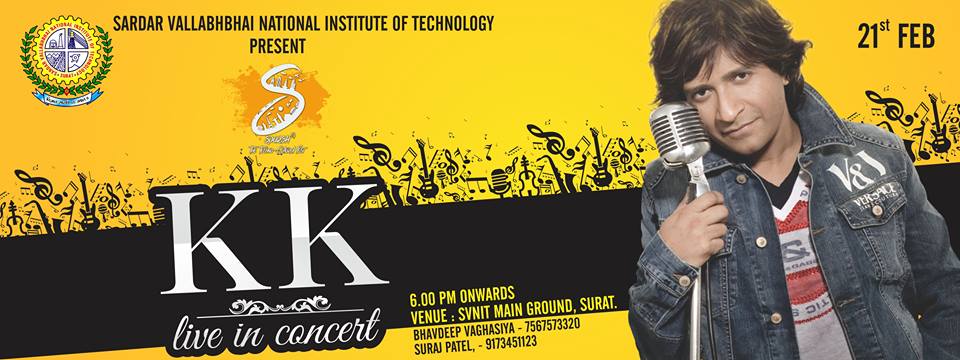 SARDAR VALLABHBHAI NATIONAL INSTITUTE OF TECHNOLOGY
PRESENT
21st FEB
KK
live in concert
6.00 PM ONWARDS
VENUE : SVNIT MAIN GROUND, SURAT.
BHAVDEEP VAGHASIYA - 7567573320
SURAJ PATEL, - 9173451123
V&J
VERSALE